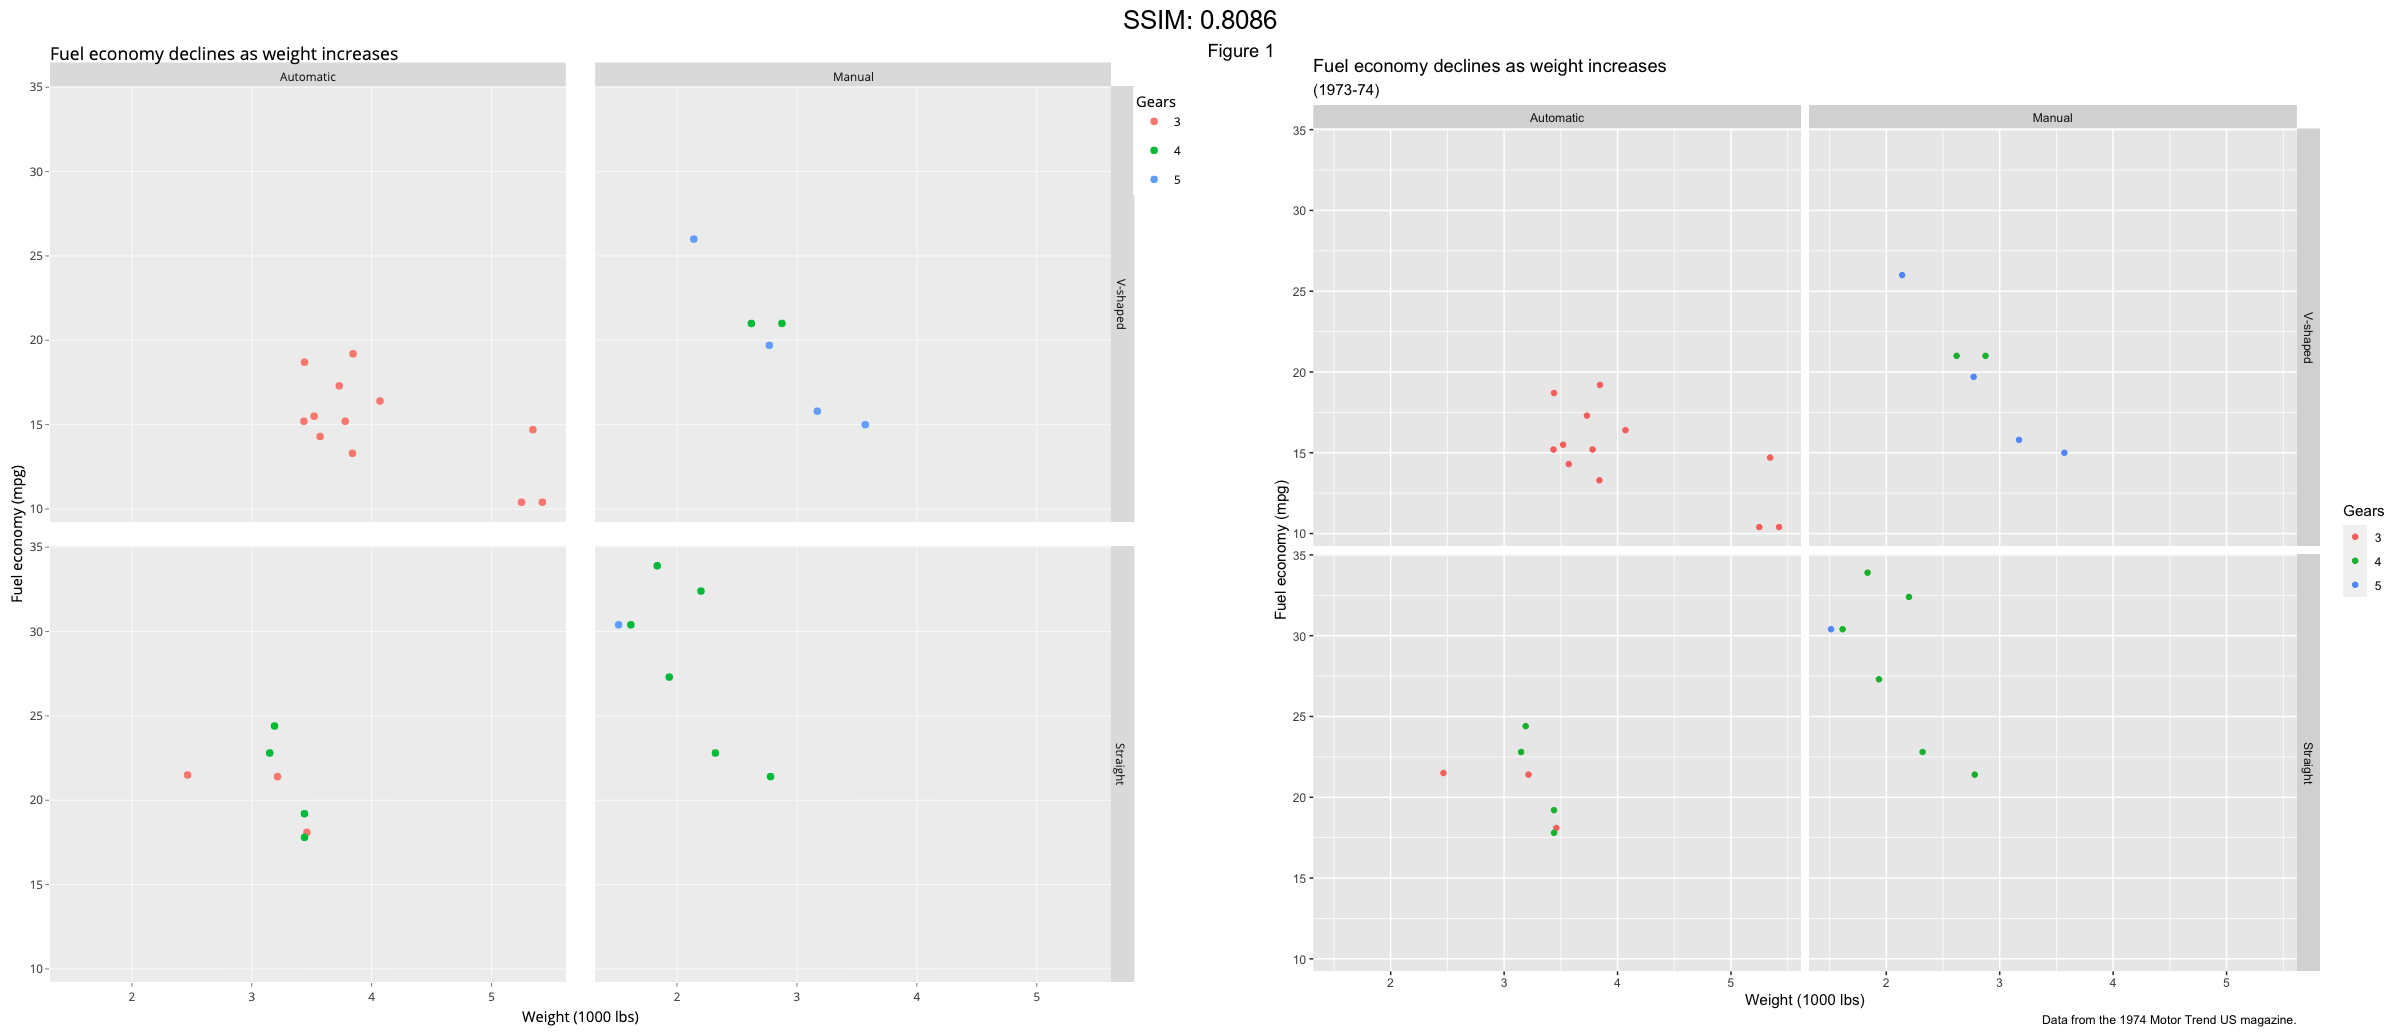 SSIM: 0.8086
Fuel economy declines as weight increases
Automatic
Manual
35
30
25
20
15
10
V-shaped
35
30
25
20
15
10
Straight
Fuel economy (mpg)
2 3 4 5
2 3 4 5
Weight (1000 lbs)
Gears
3
4
5
Figure 1
Fuel economy declines as weight increases
(1973-74)
Automatic
Manual
35
30
25
20
15
10
V-shaped
35
30
25
20
15
10
Straight
Fuel economy (mpg)
2 3 4 5
2 3 4 5
Weight (1000 lbs)
Gears
3
4
5
Data from the 1974 Motor Trend US magazine.